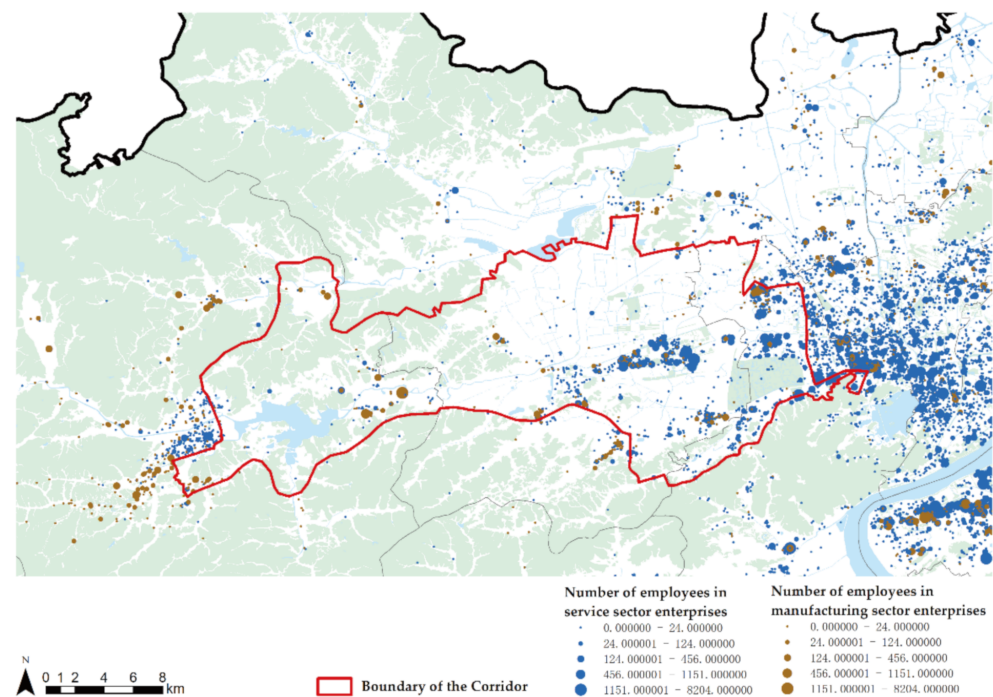 Number of employees in
service sector enterprises
0.000000 - 24.000000
24.000001 - 124.000000
124.000001 - 456.000000
456.000001 - 1151.000000
1151.000001 - 8204.000000
Number of employees in
manufacturing sector enterprises
0.000000 - 24.000000
24.000001 - 124.000000
124.000001 - 456.000000
456.000001 - 1151.000000
1151.000001 - 8204.000000
N
0 1 2 4 6 8
km
Boundary of the Corridor